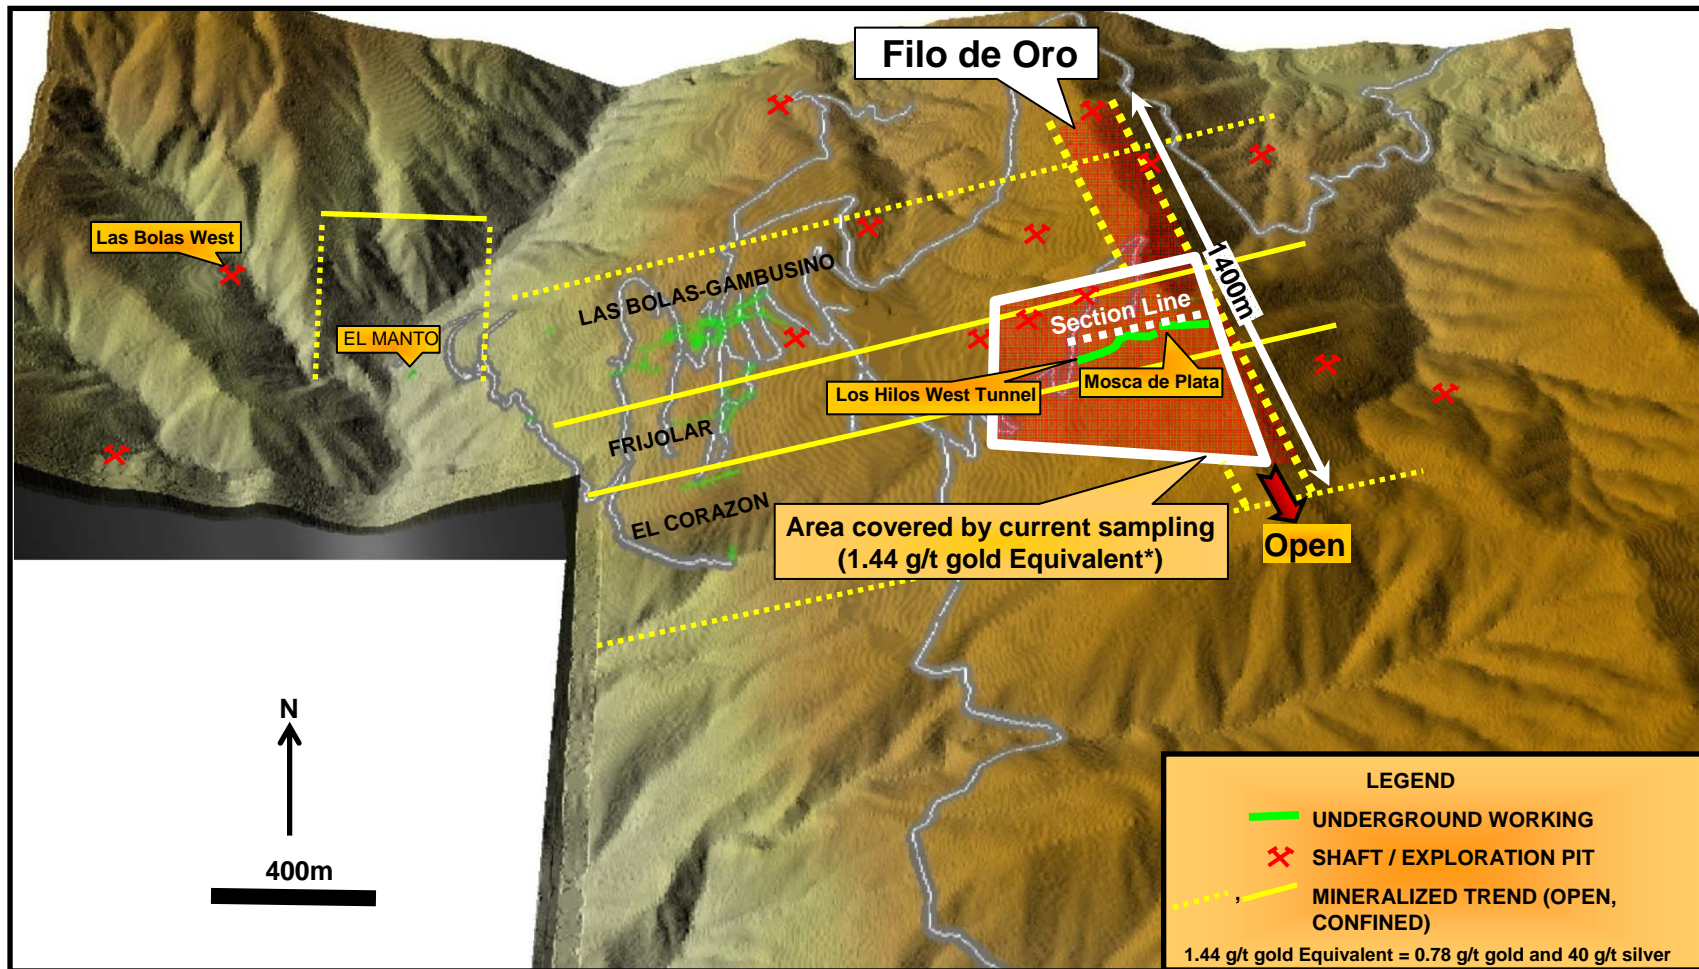 Filo de Oro
1400m
Las Bolas West
EL MANTO
LAS BOLAS-GAMBUSINO
Section Line
Los Hilos West Tunnel
Mosca de Plata
FRIJOLAR
EL CORAZON
Area covered by current sampling
(1.44 g/t gold Equivalent*)
Open
N
400m
LEGEND
UNDERGROUND WORKING
SHAFT / EXPLORATION PIT
, MINERALIZED TREND (OPEN,
CONFINED)
1.44 g/t gold Equivalent = 0.78 g/t gold and 40 g/t silver